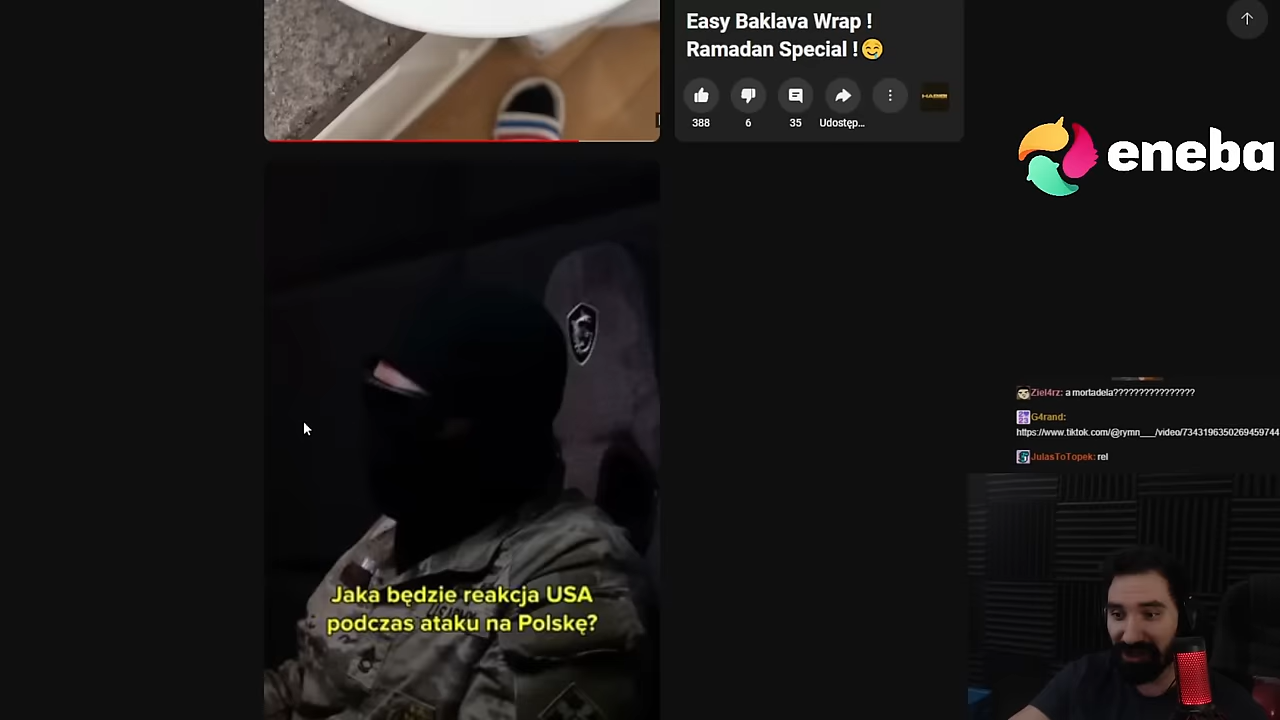 Easy Baklava Wrap !
Ramadan Special !😋
388
6
35
Udostęp...
HABIBI
eneba
Ziel4rz: a mortadela????????????????
G4rand:
https://www.tiktok.com/@rymn___/video/7343196350269459744
JulasToTopek: rel
Jaka będzie reakcja USA
podczas ataku na Polskę?